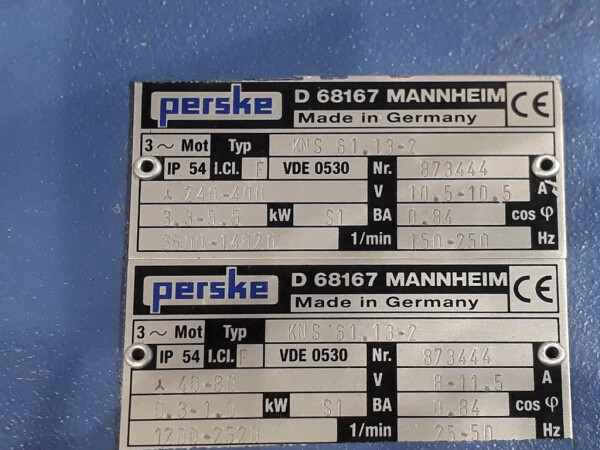 perske D 68167 MANNHEIM CE
Made in Germany
3~ Mot Typ KNS 61.13-2
IP 54 I.Cl. F VDE 0530 Nr. 873444
⅄ 240-400 V 10.5-10.5 A
3.3-5.5 kW S1 BA 0.84 cos φ
8600-14620 1/min 150-250 Hz
perske D 68167 MANNHEIM CE
Made in Germany
3~ Mot Typ KNS 61.13-2
IP 54 I.Cl. F VDE 0530 Nr. 873444
⅄ 40-80 V 8-11.5 A
kW S1 BA 0.84 cos φ
1/min 25-50 Hz